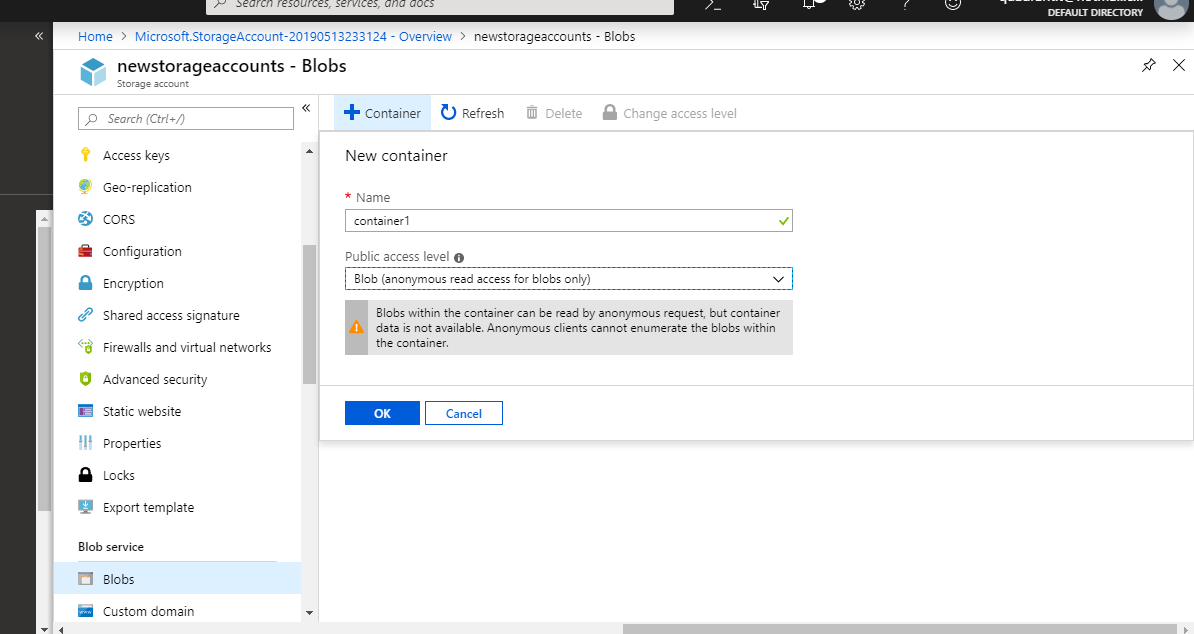 Search resources, services, and docs
DEFAULT DIRECTORY
Home > Microsoft.StorageAccount-20190513233124 - Overview > newstorageaccounts - Blobs
newstorageaccounts - Blobs
Storage account
Search (Ctrl+/)
Access keys
Geo-replication
CORS
Configuration
Encryption
Shared access signature
Firewalls and virtual networks
Advanced security
Static website
Properties
Locks
Export template
Blob service
Blobs
Custom domain
Container
Refresh
Delete
Change access level
New container
* Name
container1
Public access level
Blob (anonymous read access for blobs only)
Blobs within the container can be read by anonymous request, but container
data is not available. Anonymous clients cannot enumerate the blobs within
the container.
OK
Cancel